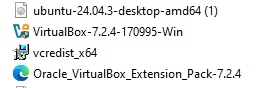 ubuntu-24.04.3-desktop-amd64 (1)
VirtualBox-7.2.4-170995-Win
vcredist_x64
Oracle_VirtualBox_Extension_Pack-7.2.4